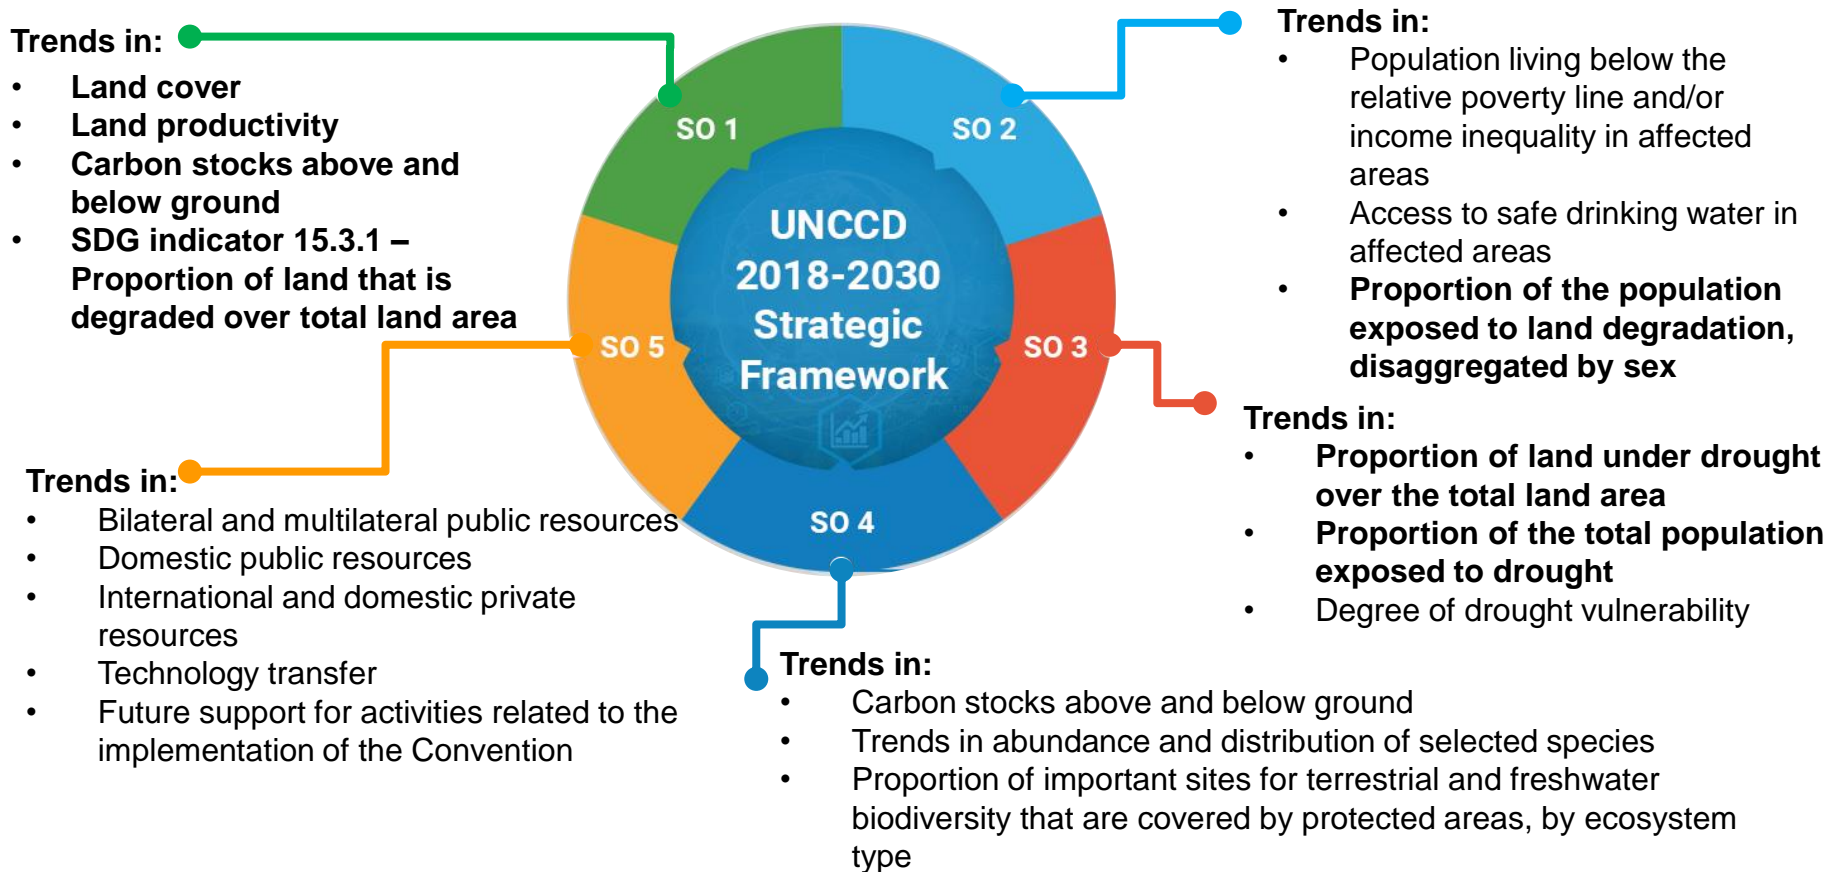 Trends in:
• Land cover
• Land productivity
• Carbon stocks above and
below ground
• SDG indicator 15.3.1 –
Proportion of land that is
degraded over total land area
SO 1
SO 2
SO 3
SO 4
SO 5
UNCCD
2018-2030
Strategic
Framework
Trends in:
• Population living below the
relative poverty line and/or
income inequality in affected
areas
• Access to safe drinking water in
affected areas
• Proportion of the population
exposed to land degradation,
disaggregated by sex
Trends in:
• Proportion of land under drought
over the total land area
• Proportion of the total population
exposed to drought
• Degree of drought vulnerability
Trends in:
• Carbon stocks above and below ground
• Trends in abundance and distribution of selected species
• Proportion of important sites for terrestrial and freshwater
biodiversity that are covered by protected areas, by ecosystem
type
Trends in:
• Bilateral and multilateral public resources
• Domestic public resources
• International and domestic private
resources
• Technology transfer
• Future support for activities related to the
implementation of the Convention